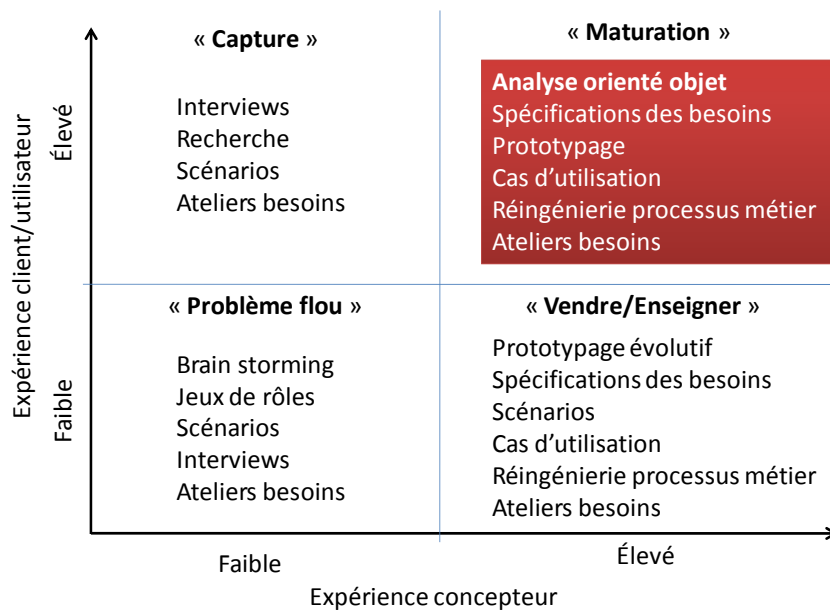 « Capture »
Interviews
Recherche
Scénarios
Ateliers besoins
« Maturation »
Analyse orienté objet
Spécifications des besoins
Prototypage
Cas d'utilisation
Réingénierie processus métier
Ateliers besoins
« Problème flou »
Brain storming
Jeux de rôles
Scénarios
Interviews
Ateliers besoins
« Vendre/Enseigner »
Prototypage évolutif
Spécifications des besoins
Scénarios
Cas d'utilisation
Réingénierie processus métier
Ateliers besoins
Expérience client/utilisateur
Élevé
Faible
Faible
Élevé
Expérience concepteur